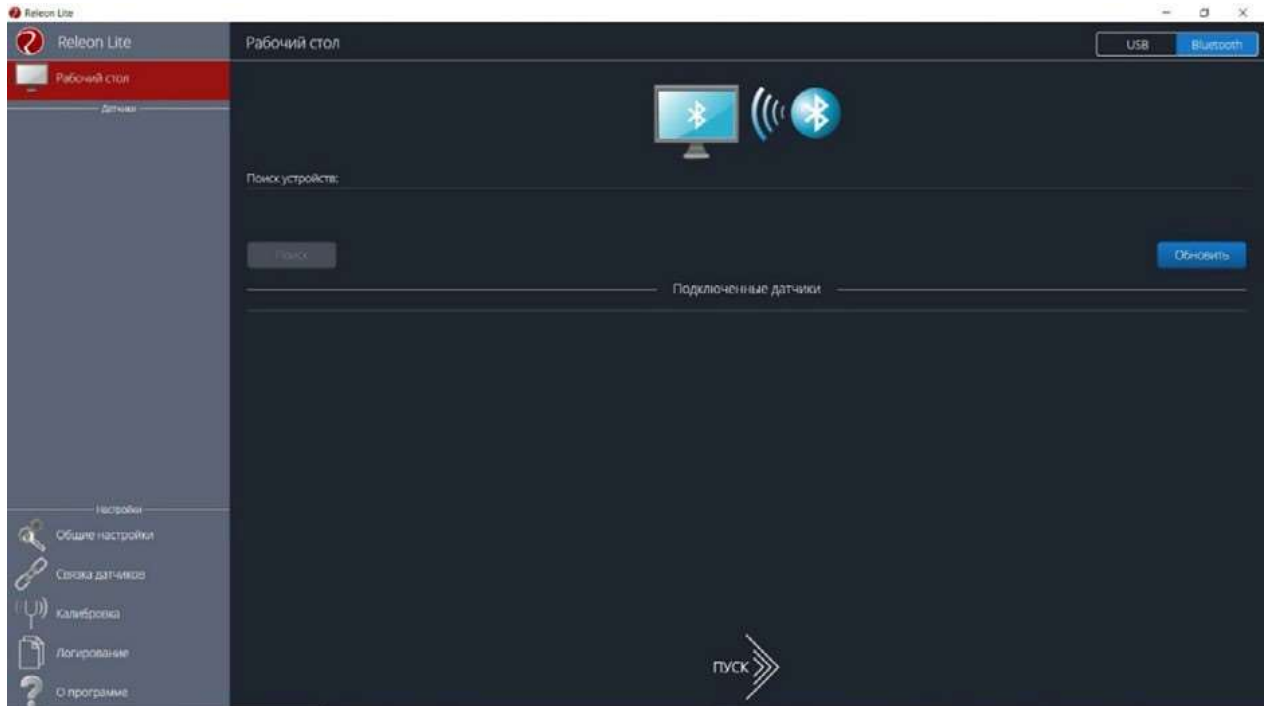 Releon Lite
Releon Lite
Рабочий стол
USB
Bluetooth
Рабочий стол
Датчики
Поиск устройств:
Поиск
Обновить
Подключенные датчики
Настройки
Общие настройки
Связка датчиков
Калибровка
Логирование
ПУСК
О программе